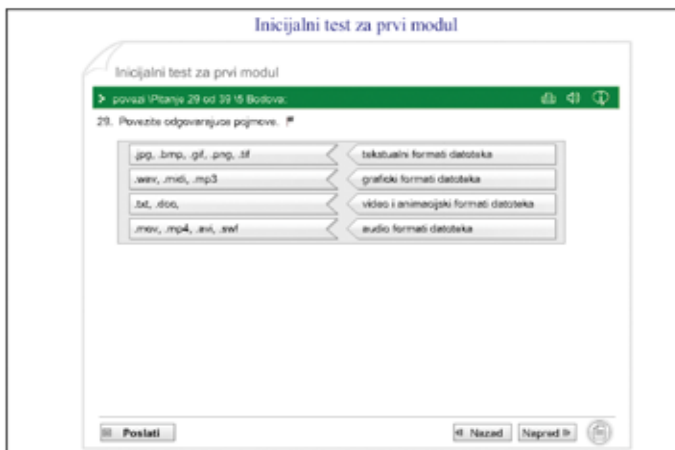 Inicijalni test za prvi modul
Inicijalni test za prvi modul
povezi \Pitanje 29 od 39 \5 Bodova:
29. Povezite odgovarajuce pojmove.
.jpg, .bmp, .gif, .png, .tif
tekstualni formati datoteka
.wav, .midi, .mp3
graficki formati datoteka
.txt, .doc,
video i animacijski formati datoteka
.mov, .mp4, .avi, .swf
audio formati datoteka
Poslati
Nazad
Napred